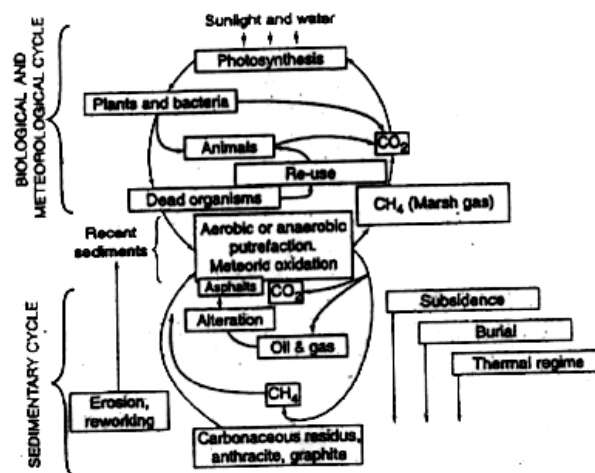 Sunlight and water
Photosynthesis
BIOLOGICAL AND
METEOROLOGICAL CYCLE
Plants and bacteria
Animals
CO2
Re-use
Dead organisms
CH4 (Marsh gas)
Recent
sediments
Aerobic or anaerobic
putrefaction.
Meteoric oxidation
Asphalts
CO2
Alteration
Oil & gas
SEDIMENTARY CYCLE
Subsidence
Burial
Thermal regime
CH4
Erosion,
reworking
Carbonaceous residus,
anthracite, graphite